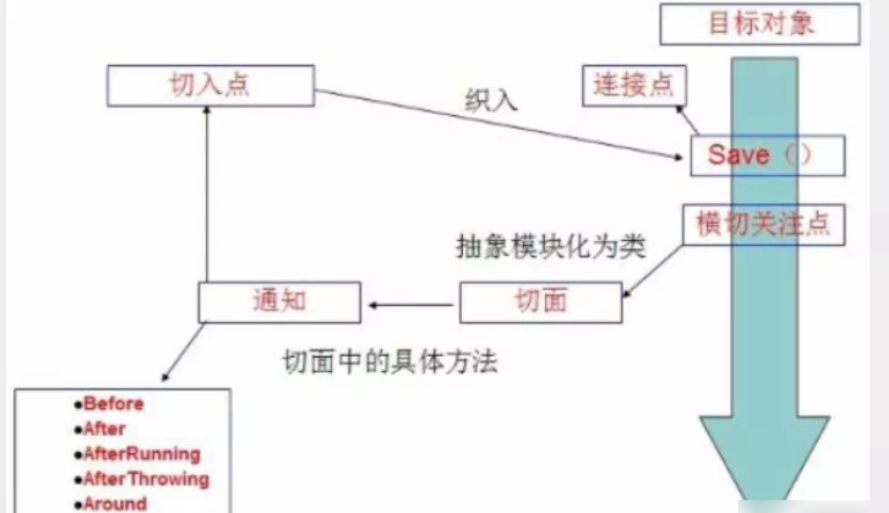 目标对象
切入点
织入
连接点
Save（）
横切关注点
抽象模块化为类
通知
切面
切面中的具体方法
●Before
●After
●AfterRunning
●AfterThrowing
●Around